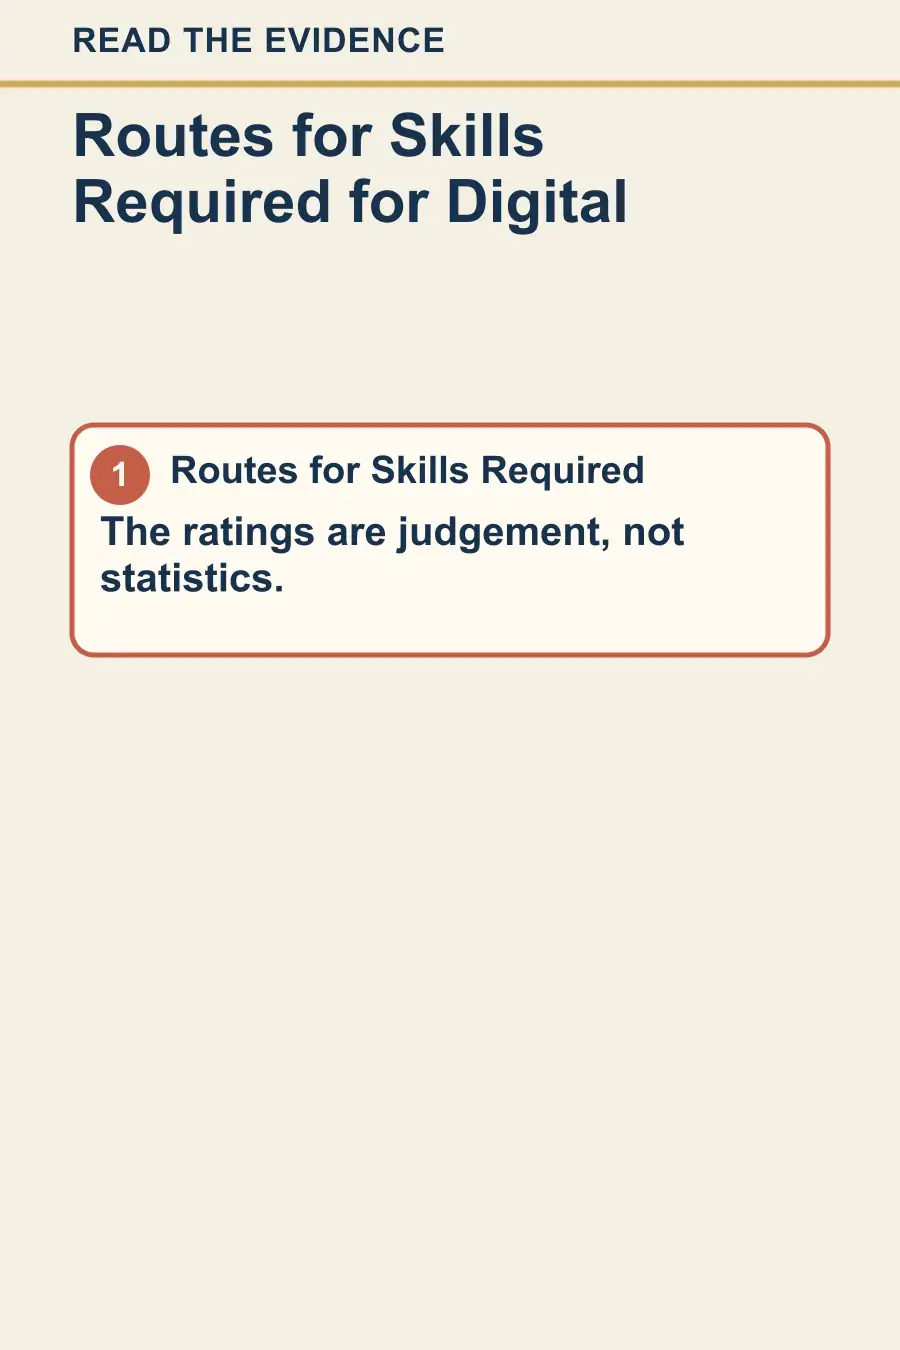 READ THE EVIDENCE
Routes for Skills
Required for Digital
1 Routes for Skills Required
The ratings are judgement, not
statistics.